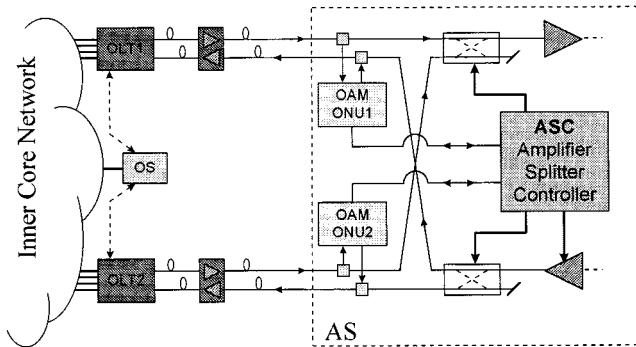 Inner Core Network
OLT1
OS
OLT2
OAM
ONU1
OAM
ONU2
ASC
Amplifier
Splitter
Controller
AS